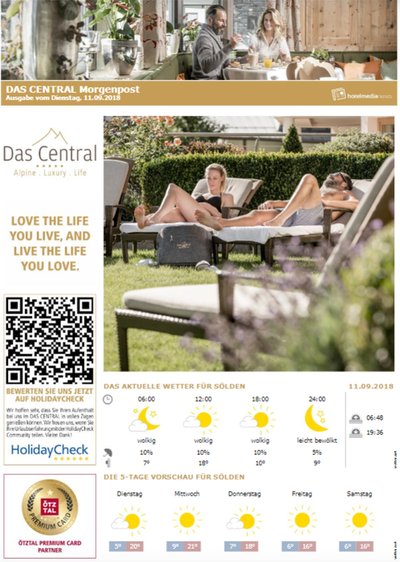 DAS CENTRAL Morgenpost
Ausgabe vom Dienstag, 11.09.2018
hotelmedia
Das Central
Alpine . Luxury . Life
LOVE THE LIFE
YOU LIVE, AND
LIVE THE LIFE
YOU LOVE.
BEWERTEN SIE UNS JETZT
AUF HOLIDAYCHECK
Wir hoffen sehr, dass Sie Ihren Aufenthalt
bei uns im DAS CENTRAL in vollen Zügen
genießen können. Wir freuen uns, wenn Sie
Ihre Urlaubserfahrung mit der HolidayCheck
Community teilen. Vielen Dank!
HolidayCheck
ÖTZ
TAL
PREMIUM CARD
ÖTZTAL PREMIUM CARD
PARTNER
DAS AKTUELLE WETTER FÜR SÖLDEN 11.09.2018
06:00 12:00 18:00 24:00
wolkig wolkig wolkig leicht bewölkt
10% 10% 10% 5%
7° 18° 10° 9°
06:48
19:36
DIE 5-TAGE VORSCHAU FÜR SÖLDEN
Dienstag Mittwoch Donnerstag Freitag Samstag
5° 20° 9° 21° 7° 18° 6° 16° 6° 16°